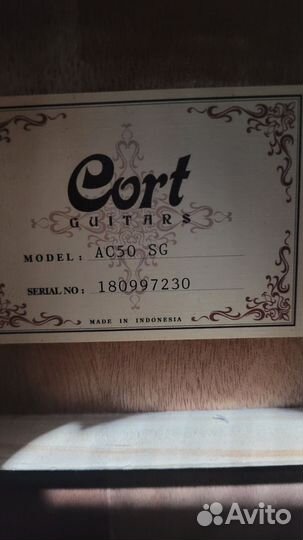 Cort
GUITARS
MODEL: AC50 SG
SERIAL NO: 180997230
MADE IN INDONESIA
Avito